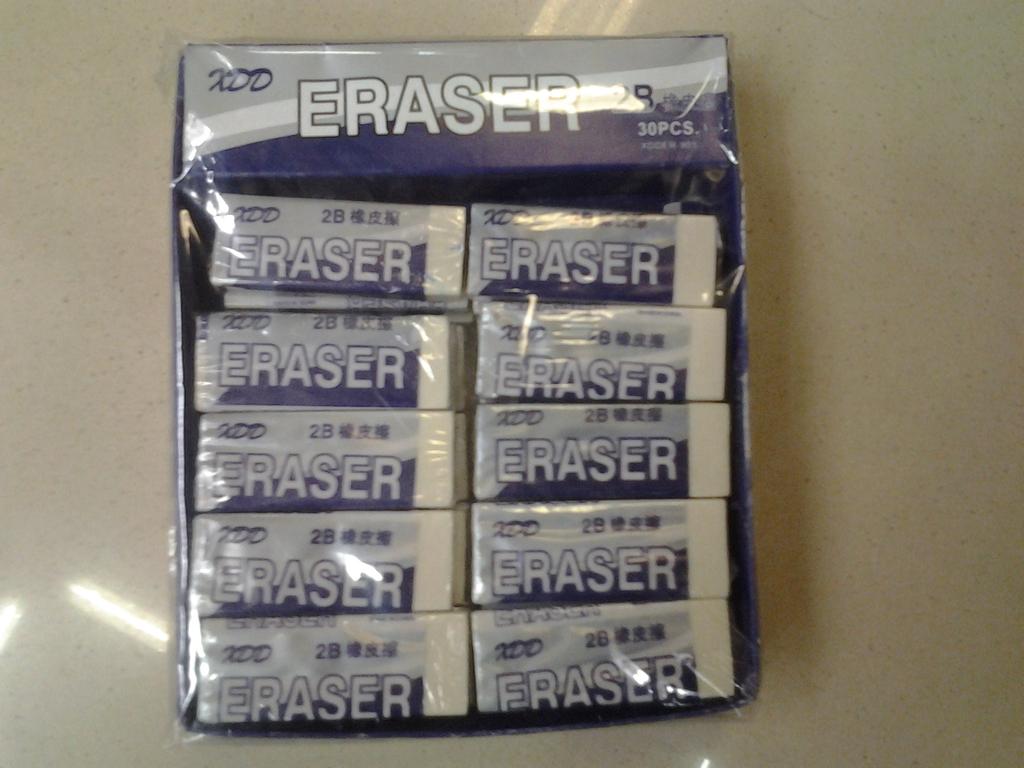 XDD ERASER 2B
30PCS.
XDD 2B 橡皮擦
ERASER
XDD 2B
ERASER
XDD 2B 橡皮擦
ERASER
XDD 2B 橡皮擦
ERASER
XDD 2B 橡皮擦
ERASER
XDD 2B 橡皮擦
ERASER
XDD 2B 橡皮擦
ERASER
XDD 2B 橡皮擦
ERASER
ERASER
XDD 2B 橡皮擦
ERASER
ERASER
XDD 2B 橡皮擦
ERASER